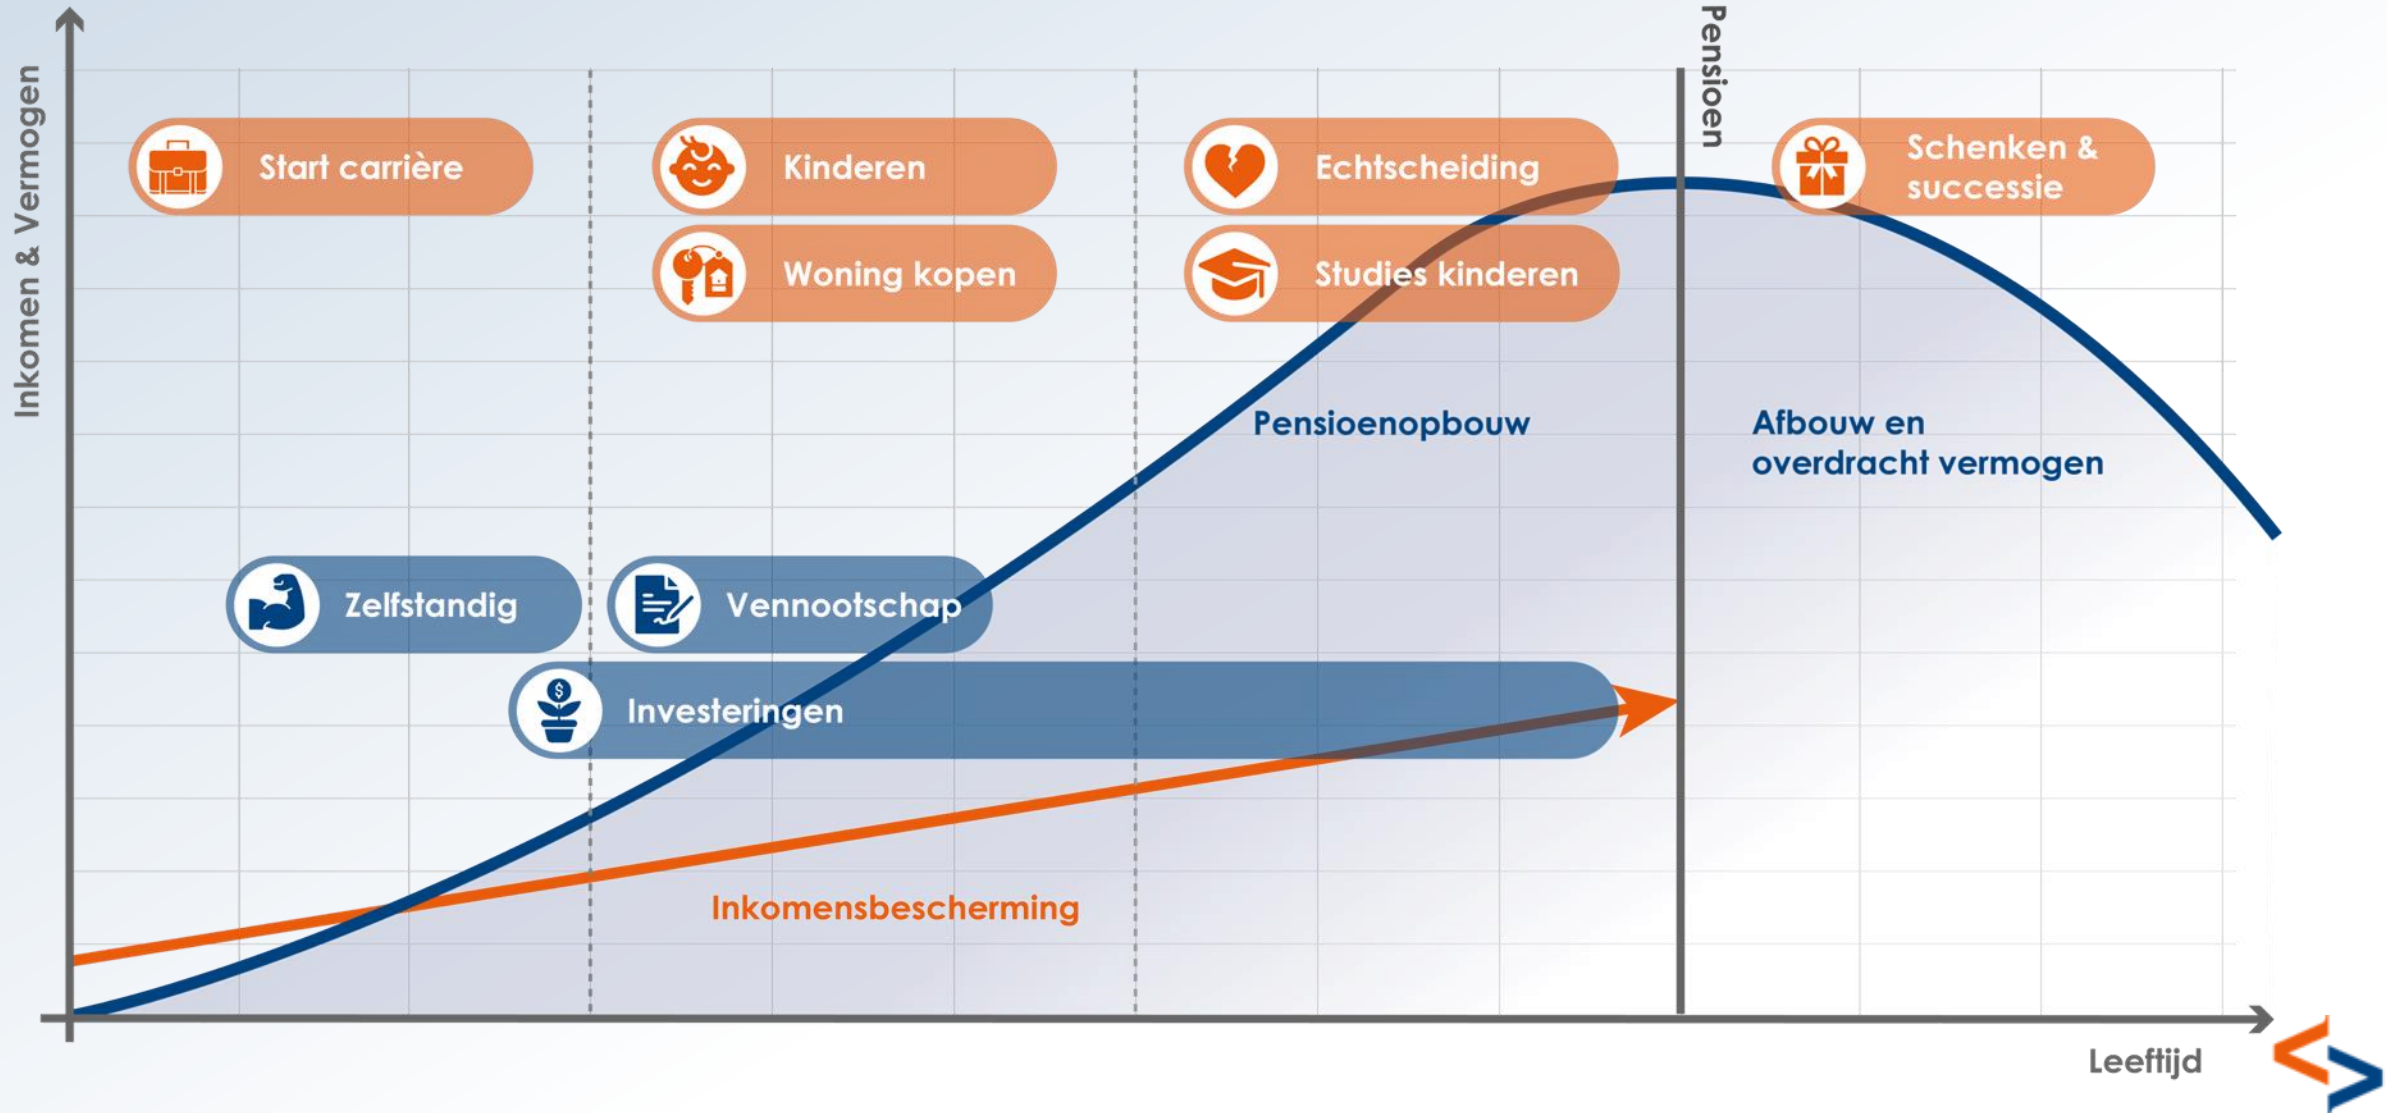 Inkomen & Vermogen
Pensioen
Start carrière
Kinderen
Echtscheiding
Schenken &
successie
Woning kopen
Studies kinderen
Pensioenopbouw
Afbouw en
overdracht vermogen
Zelfstandig
Vennootschap
$
Investeringen
Inkomensbescherming
Leeftijd